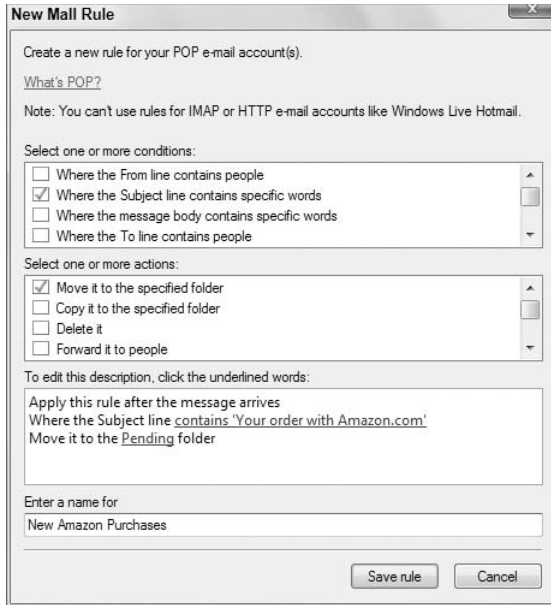 New Mall Rule
Create a new rule for your POP e-mail account(s).
What's POP?
Note: You can't use rules for IMAP or HTTP e-mail accounts like Windows Live Hotmail.
Select one or more conditions:
Where the From line contains people
Where the Subject line contains specific words
Where the message body contains specific words
Where the To line contains people
Select one or more actions:
Move it to the specified folder
Copy it to the specified folder
Delete it
Forward it to people
To edit this description, click the underlined words:
Apply this rule after the message arrives
Where the Subject line contains 'Your order with Amazon.com'
Move it to the Pending folder
Enter a name for
New Amazon Purchases
Save rule Cancel